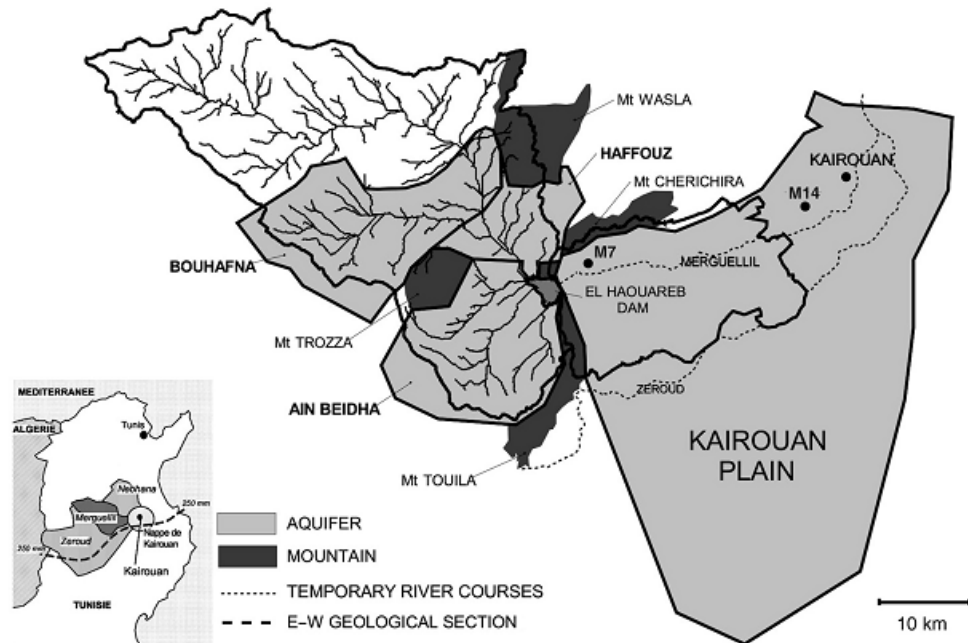 Mt WASLA
HAFFOUZ
KAIROUAN
Mt CHERICHIRA
M14
M7
MERGUELLIL
BOUHAFNA
EL HAOUAREB
DAM
Mt TROZZA
ZEROUD
AIN BEIDHA
KAIROUAN
PLAIN
Mt TOUILA
MEDITERRANEE
ALGERIE
Tunis
Nebhana
250 mm
Merguellil
Nappe de
Kairouan
Zeroud
250 mm
Kairouan
TUNISIE
AQUIFER
MOUNTAIN
TEMPORARY RIVER COURSES
E-W GEOLOGICAL SECTION
10 km